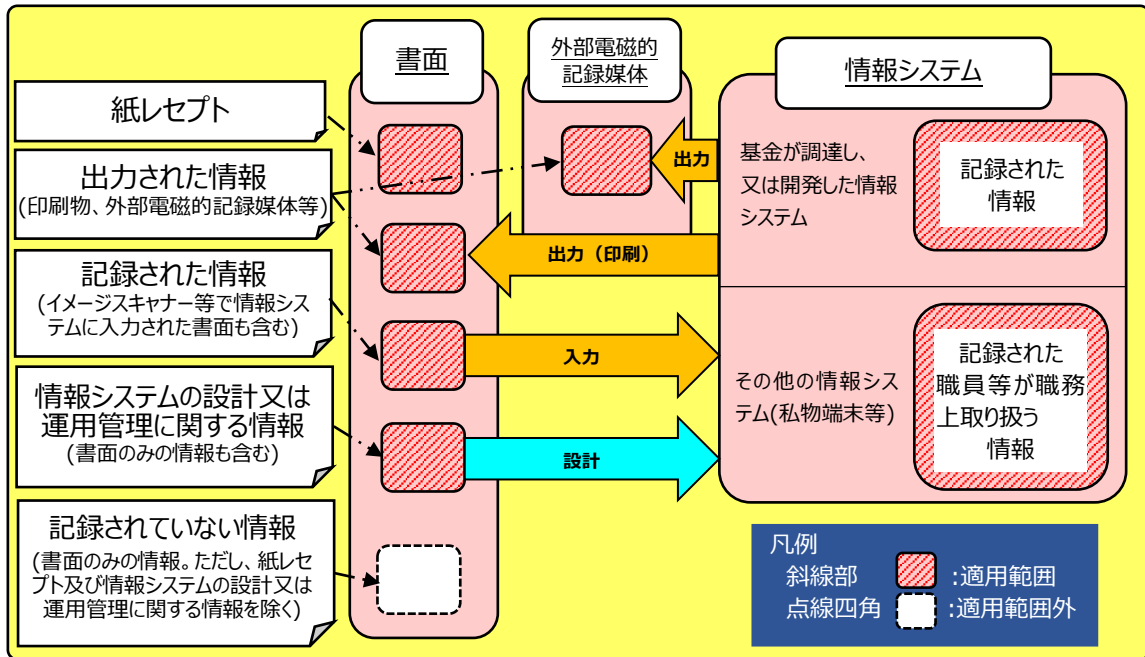 書面
外部電磁的
記録媒体
情報システム
紙レセプト
出力された情報
(印刷物、外部電磁的記録媒体等)
記録された情報
(イメージスキャナー等で情報シス
テムに入力された書面も含む)
情報システムの設計又は
運用管理に関する情報
(書面のみの情報も含む)
記録されていない情報
(書面のみの情報。ただし、紙レセ
プト及び情報システムの設計又は
運用管理に関する情報を除く)
出力
出力（印刷）
入力
設計
基金が調達し、
又は開発した情報
システム
記録された
情報
その他の情報シス
テム(私物端末等)
記録された
職員等が職務
上取り扱う
情報
凡例
斜線部 :適用範囲
点線四角 :適用範囲外